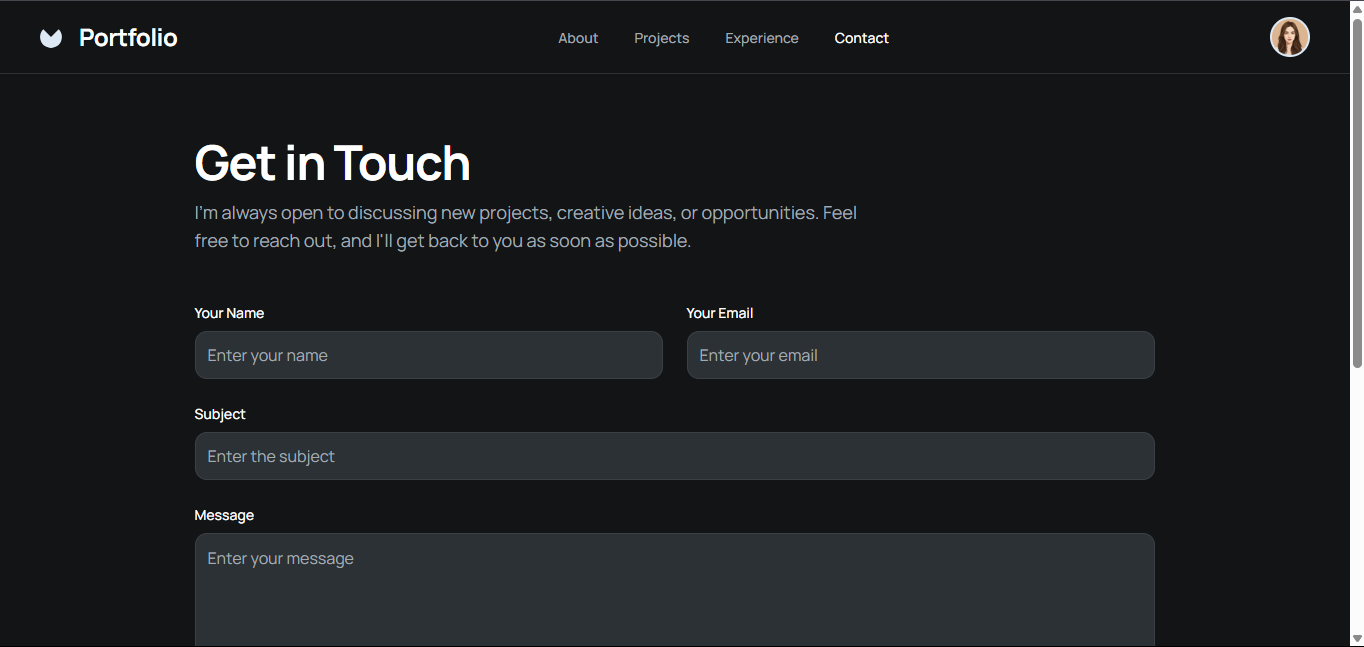 Portfolio
About
Projects
Experience
Contact
Get in Touch
I'm always open to discussing new projects, creative ideas, or opportunities. Feel
free to reach out, and I'll get back to you as soon as possible.
Your Name
Your Email
Enter your name
Enter your email
Subject
Enter the subject
Message
Enter your message